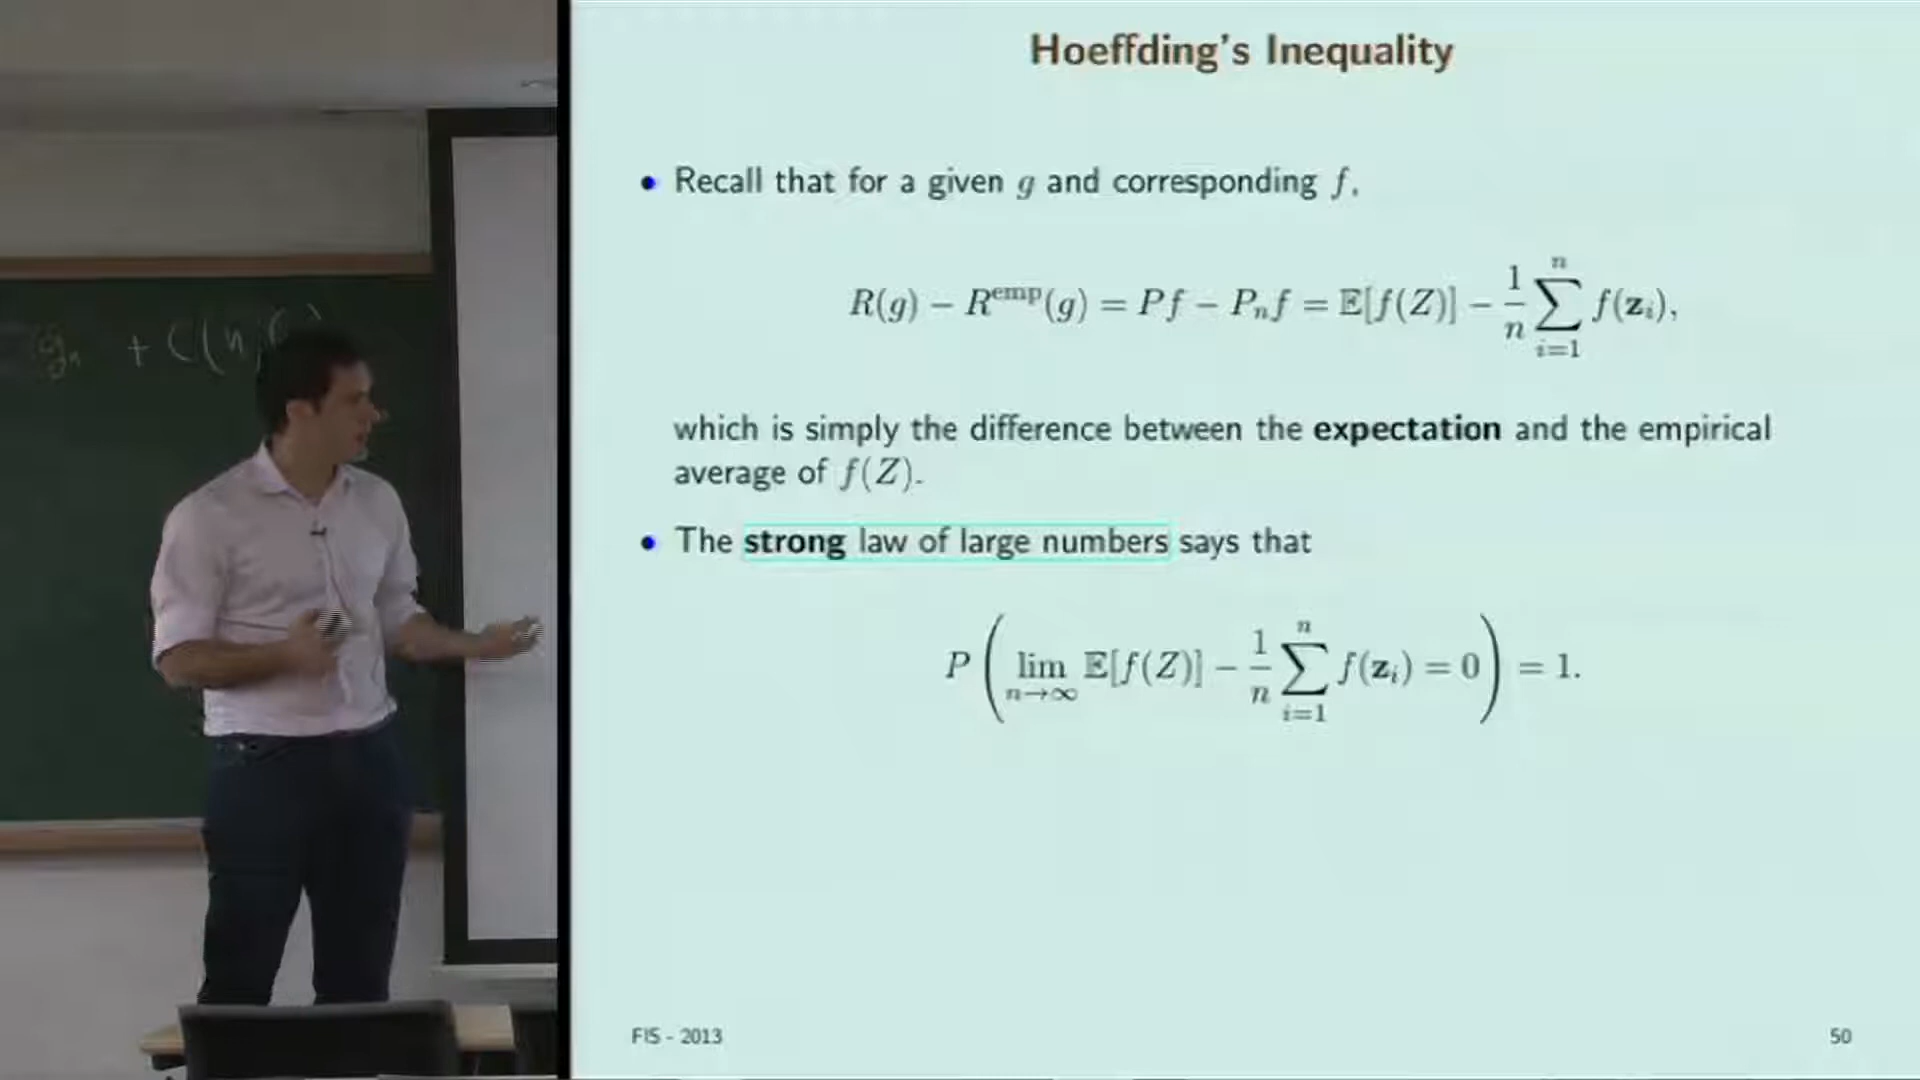 Hoeffding's Inequality
• Recall that for a given g and corresponding f,
R(g) − R^emp(g) = Pf − P_n f = 𝔼[f(Z)] − (1/n) ∑_{i=1}^{n} f(𝐳_i),
which is simply the difference between the expectation and the empirical
average of f(Z).
• The strong law of large numbers says that
P( lim_{n→∞} 𝔼[f(Z)] − (1/n) ∑_{i=1}^{n} f(𝐳_i) = 0 ) = 1.
FIS - 2013
50
+ C(n,